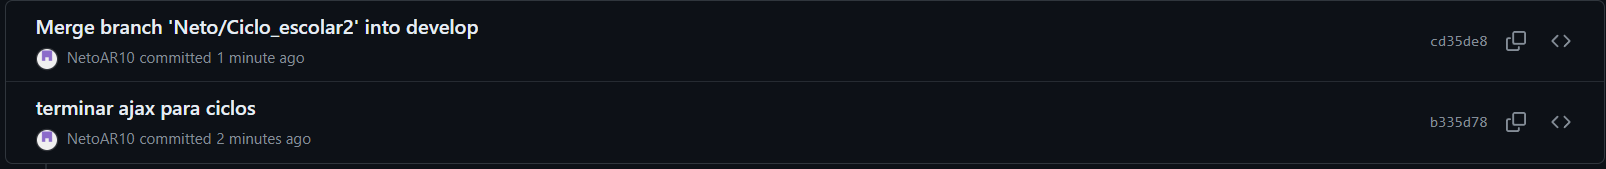 Merge branch 'Neto/Ciclo_escolar2' into develop
NetoAR10 committed 1 minute ago
cd35de8
terminar ajax para ciclos
NetoAR10 committed 2 minutes ago
b335d78